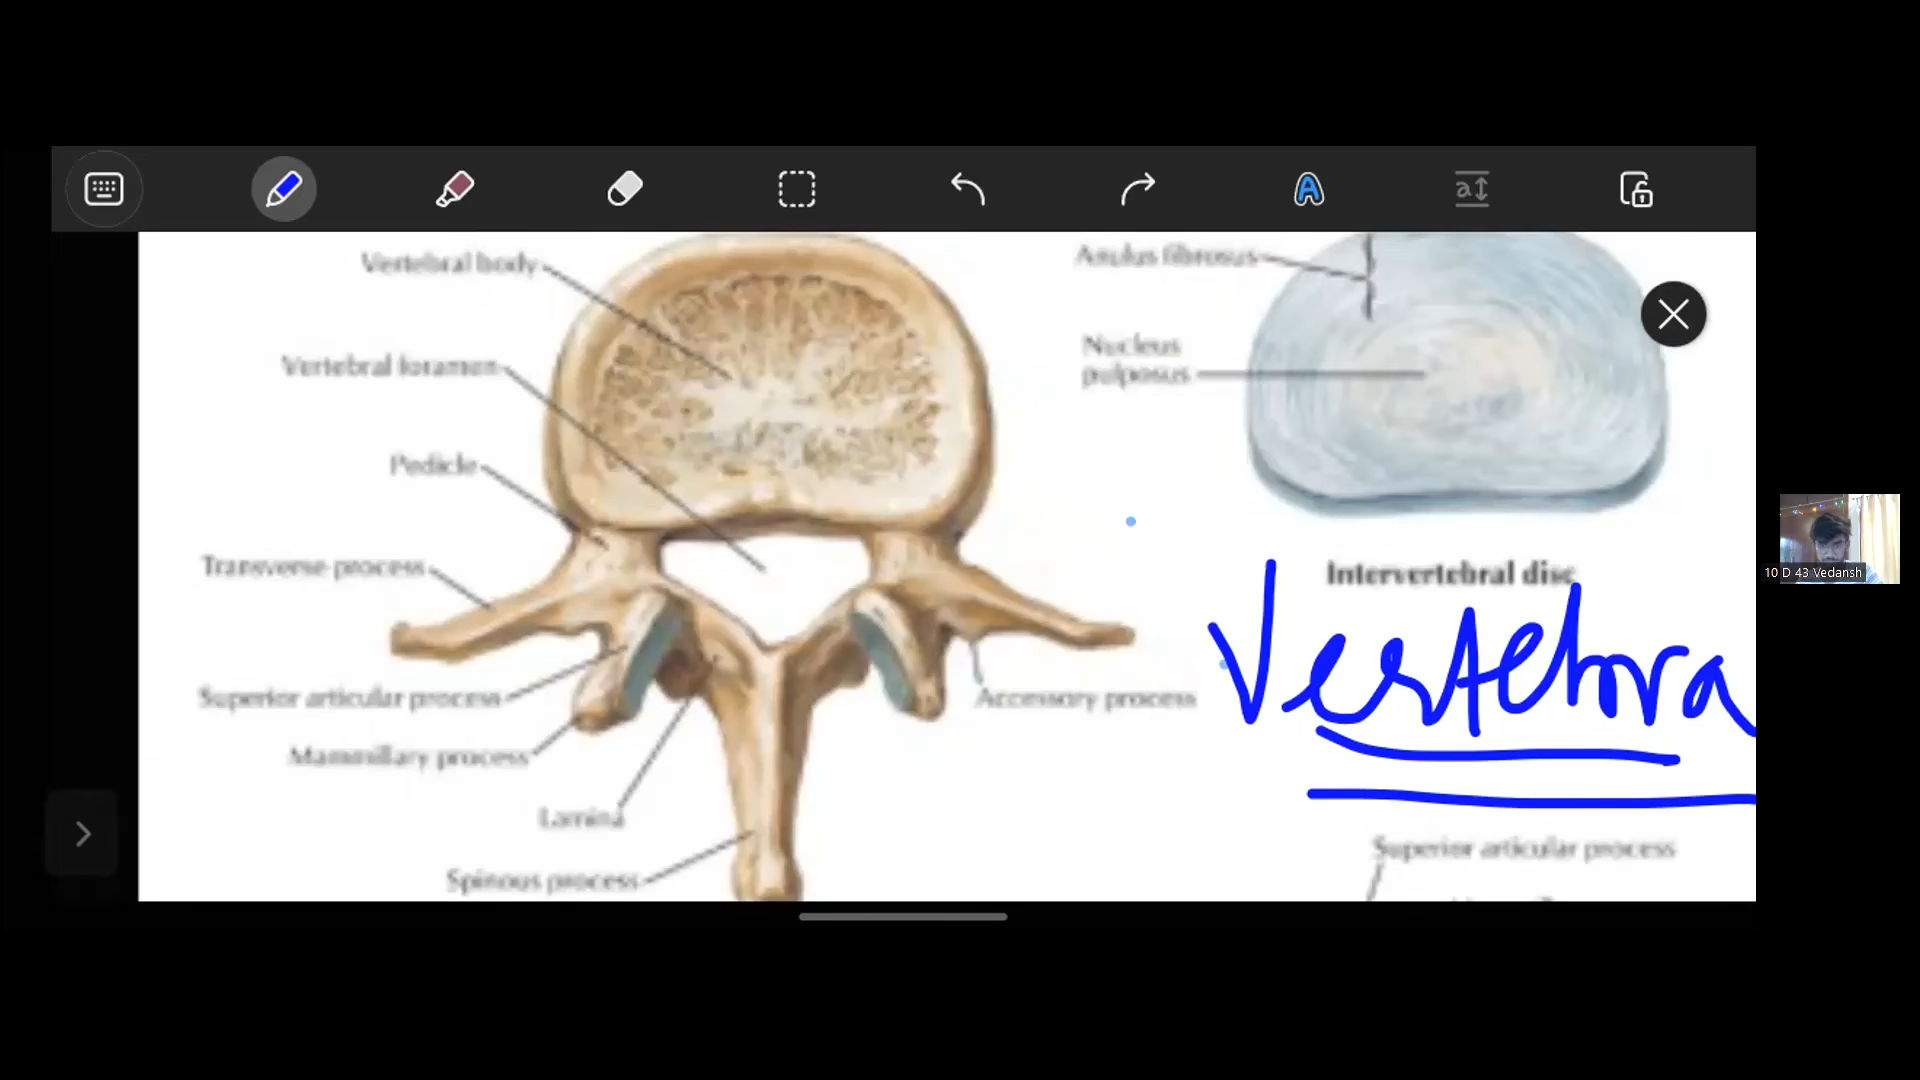 Vertebral body
Vertebral foramen
Pedicle
Transverse process
Superior articular process
Mammillary process
Lamina
Spinous process
Accessory process
Anulus fibrosus
Nucleus
pulposus
Intervertebral disc
Vertebra
Superior articular process
10 D 43 Vedansh